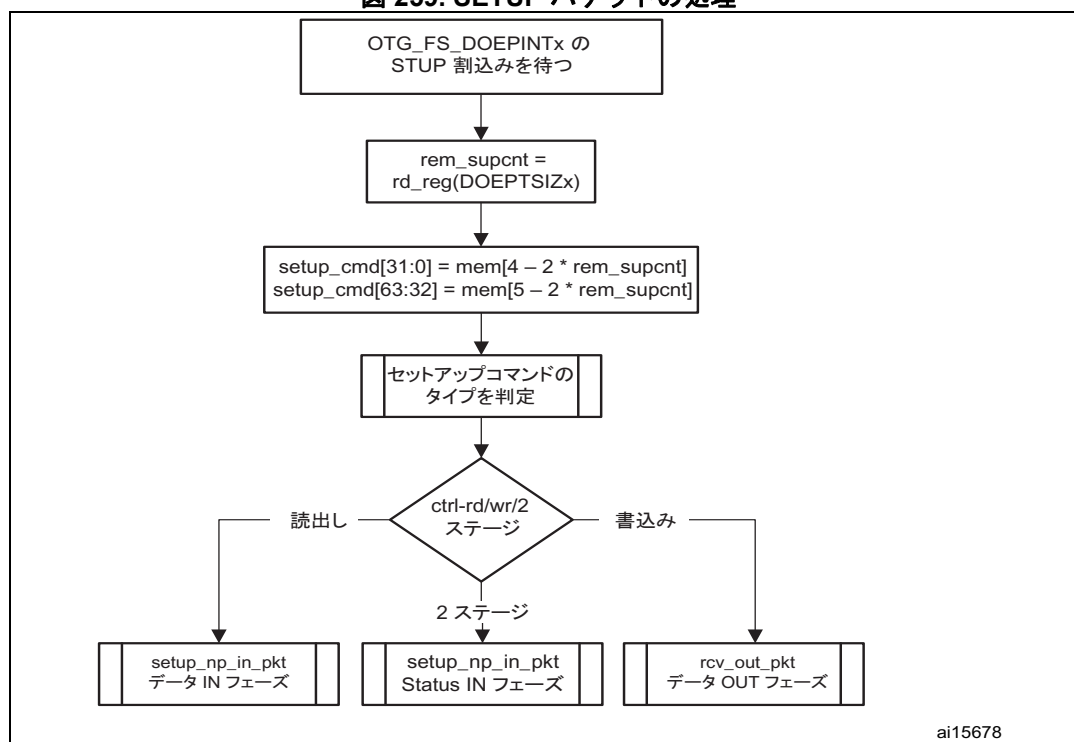 OTG_FS_DOEPINTx の
STUP 割込みを待つ
rem_supcnt =
rd_reg(DOEPTSIZx)
setup_cmd[31:0] = mem[4 – 2 * rem_supcnt]
setup_cmd[63:32] = mem[5 – 2 * rem_supcnt]
セットアップコマンドの
タイプを判定
ctrl-rd/wr/2
ステージ
読出し
書込み
2 ステージ
setup_np_in_pkt
データ IN フェーズ
setup_np_in_pkt
Status IN フェーズ
rcv_out_pkt
データ OUT フェーズ
ai15678